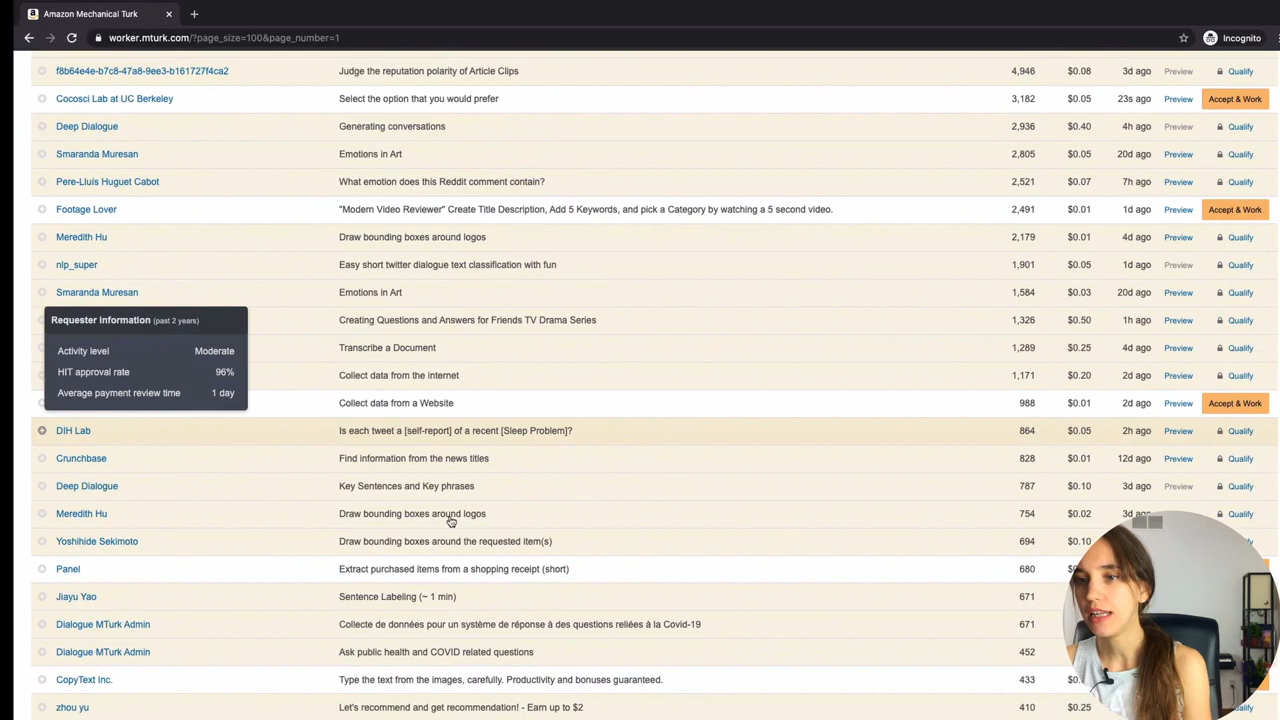 Amazon Mechanical Turk
worker.mturk.com/?page_size=100&page_number=1
Incognito
f8b64e4e-b7c8-47a8-9ee3-b161727f4ca2 Judge the reputation polarity of Article Clips 4,946 $0.08 3d ago Preview Qualify
Cocosci Lab at UC Berkeley Select the option that you would prefer 3,182 $0.05 23s ago Preview Accept & Work
Deep Dialogue Generating conversations 2,936 $0.40 4h ago Preview Qualify
Smaranda Muresan Emotions in Art 2,805 $0.05 20d ago Preview Qualify
Pere-Lluís Huguet Cabot What emotion does this Reddit comment contain? 2,521 $0.07 7h ago Preview Qualify
Footage Lover "Modern Video Reviewer" Create Title Description, Add 5 Keywords, and pick a Category by watching a 5 second video. 2,491 $0.01 1d ago Preview Accept & Work
Meredith Hu Draw bounding boxes around logos 2,179 $0.01 4d ago Preview Qualify
nlp_super Easy short twitter dialogue text classification with fun 1,901 $0.05 1d ago Preview Qualify
Smaranda Muresan Emotions in Art 1,584 $0.03 20d ago Preview Qualify
Requester information (past 2 years)
Activity level Moderate
HIT approval rate 96%
Average payment review time 1 day
Creating Questions and Answers for Friends TV Drama Series 1,326 $0.50 1h ago Preview Qualify
Transcribe a Document 1,289 $0.25 4d ago Preview Qualify
Collect data from the internet 1,171 $0.20 2d ago Preview Qualify
Collect data from a Website 988 $0.01 2d ago Preview Accept & Work
DIH Lab Is each tweet a [self-report] of a recent [Sleep Problem]? 864 $0.05 2h ago Preview Qualify
Crunchbase Find information from the news titles 828 $0.01 12d ago Preview Qualify
Deep Dialogue Key Sentences and Key phrases 787 $0.10 3d ago Preview Qualify
Meredith Hu Draw bounding boxes around logos 754 $0.02 3d ago Preview Qualify
Yoshihide Sekimoto Draw bounding boxes around the requested item(s) 694 $0.10
Panel Extract purchased items from a shopping receipt (short) 680
Jiayu Yao Sentence Labeling (~ 1 min) 671
Dialogue MTurk Admin Collecte de données pour un système de réponse à des questions reliées à la Covid-19 671
Dialogue MTurk Admin Ask public health and COVID related questions 452
CopyText Inc. Type the text from the images, carefully. Productivity and bonuses guaranteed. 433
zhou yu Let's recommend and get recommendation! - Earn up to $2 410 $0.25